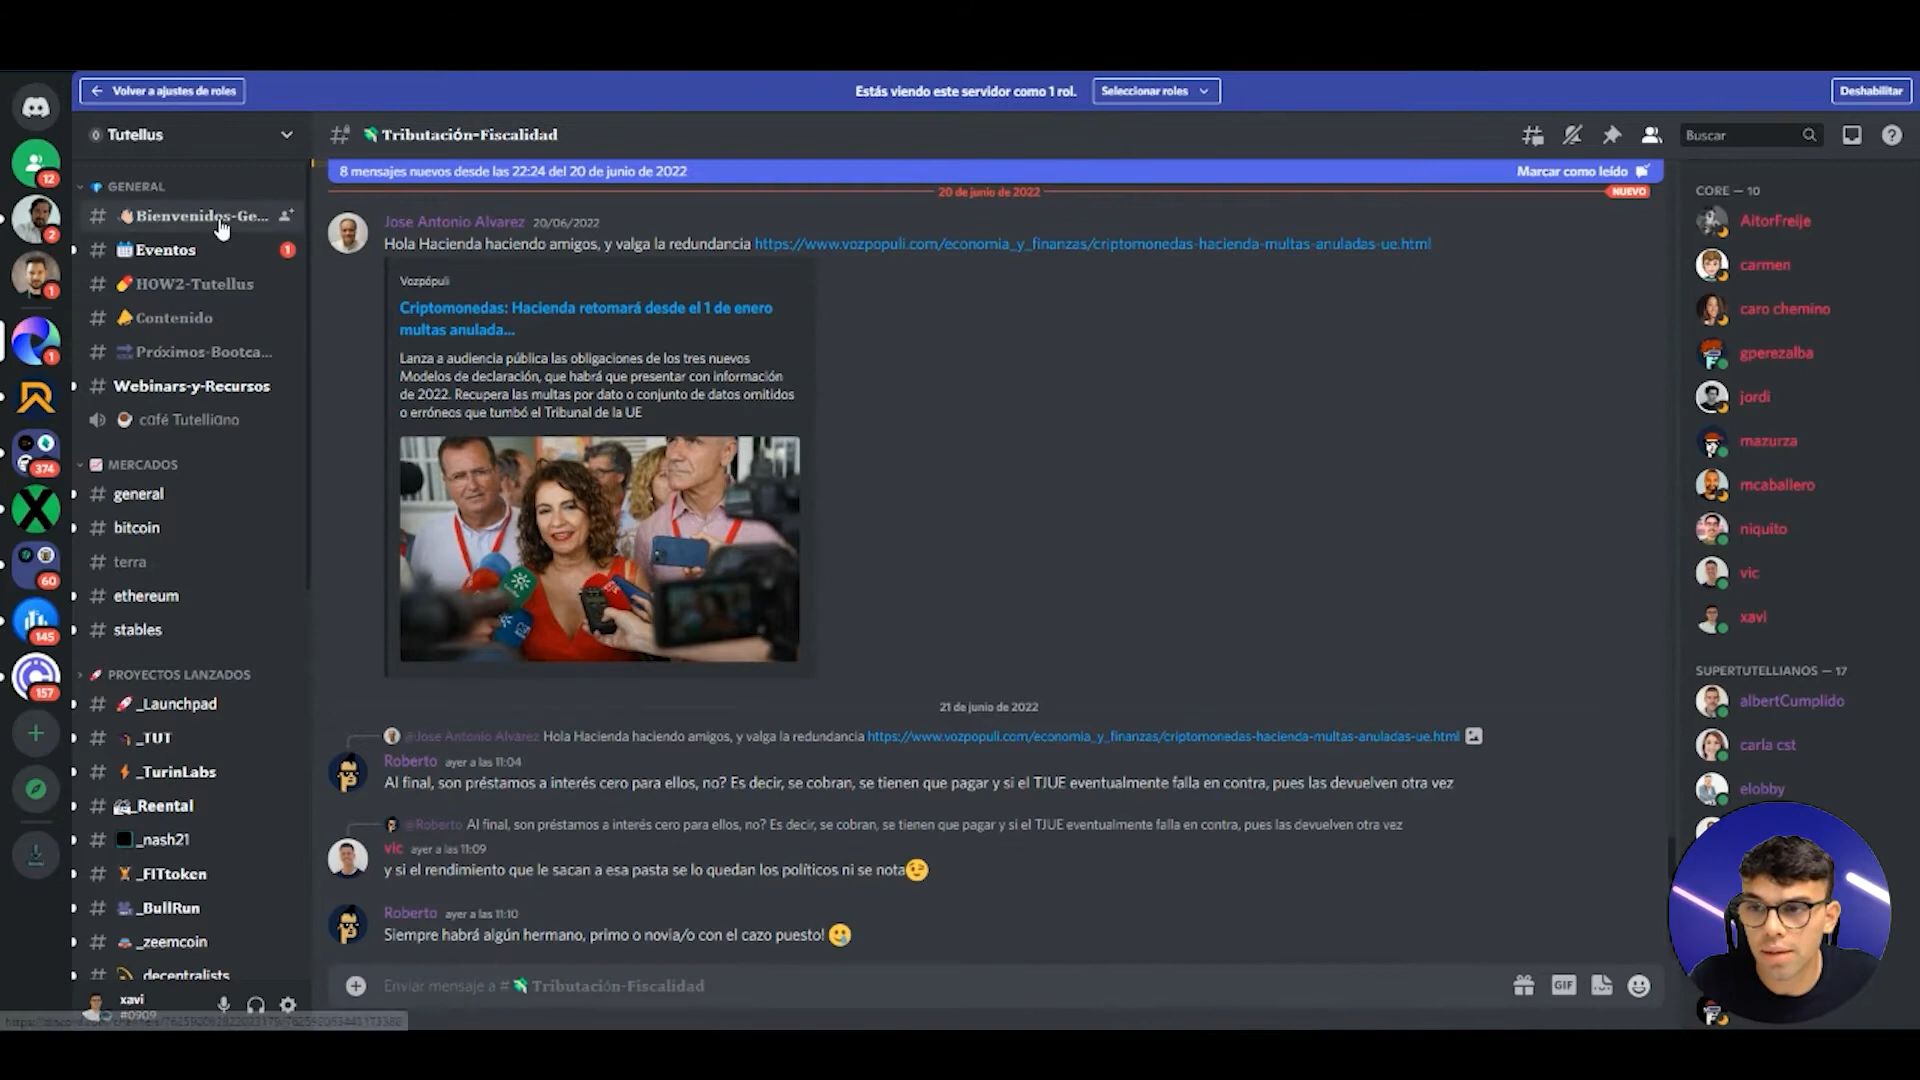 Volver a ajustes de roles
Estás viendo este servidor como 1 rol.
Seleccionar roles
Deshabilitar
Tutellus
Tributación-Fiscalidad
Buscar
12
2
1
1
374
60
145
157
GENERAL
Bienvenidos-Ge...
Eventos
1
HOW2-Tutellus
Contenido
Próximos-Bootca...
Webinars-y-Recursos
café Tutelliano
MERCADOS
general
bitcoin
terra
ethereum
stables
PROYECTOS LANZADOS
_Launchpad
_TUT
_TurinLabs
_Reental
_nash21
_FITtoken
_BullRun
_zeemcoin
_decentralists
xavi
#0909
8 mensajes nuevos desde las 22:24 del 20 de junio de 2022
Marcar como leído
20 de junio de 2022
NUEVO
Jose Antonio Alvarez 20/06/2022
Hola Hacienda haciendo amigos, y valga la redundancia https://www.vozpopuli.com/economia_y_finanzas/criptomonedas-hacienda-multas-anuladas-ue.html
Vozpópuli
Criptomonedas: Hacienda retomará desde el 1 de enero
multas anulada...
Lanza a audiencia pública las obligaciones de los tres nuevos
Modelos de declaración, que habrá que presentar con información
de 2022. Recupera las multas por dato o conjunto de datos omitidos
o erróneos que tumbó el Tribunal de la UE
21 de junio de 2022
@Jose Antonio Alvarez Hola Hacienda haciendo amigos, y valga la redundancia https://www.vozpopuli.com/economia_y_finanzas/criptomonedas-hacienda-multas-anuladas-ue.html
Roberto ayer a las 11:04
Al final, son préstamos a interés cero para ellos, no? Es decir, se cobran, se tienen que pagar y si el TJUE eventualmente falla en contra, pues las devuelven otra vez
@Roberto Al final, son préstamos a interés cero para ellos, no? Es decir, se cobran, se tienen que pagar y si el TJUE eventualmente falla en contra, pues las devuelven otra vez
vic ayer a las 11:09
y si el rendimiento que le sacan a esa pasta se lo quedan los políticos ni se nota😉
Roberto ayer a las 11:10
Siempre habrá algún hermano, primo o novia/o con el cazo puesto! 🥲
Enviar mensaje a # Tributación-Fiscalidad
GIF
CORE — 10
AitorFreije
carmen
caro chemino
gperezalba
jordi
mazurza
mcaballero
niquito
vic
xavi
SUPERTUTELLIANOS — 17
albertCumplido
carla cst
elobby